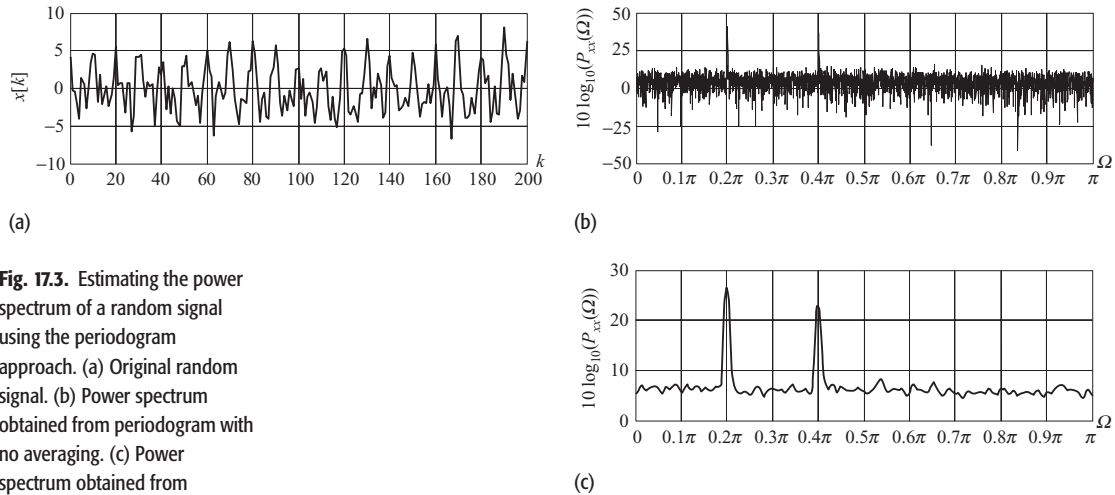 10
5
0
−5
−10
x[k]
0 20 40 60 80 100 120 140 160 180 200
k
(a)
50
25
0
−25
−50
10 log10(Pxx(Ω))
0 0.1π 0.2π 0.3π 0.4π 0.5π 0.6π 0.7π 0.8π 0.9π π
Ω
(b)
Fig. 17.3. Estimating the power
spectrum of a random signal
using the periodogram
approach. (a) Original random
signal. (b) Power spectrum
obtained from periodogram with
no averaging. (c) Power
spectrum obtained from
30
20
10
0
10 log10(Pxx(Ω))
0 0.1π 0.2π 0.3π 0.4π 0.5π 0.6π 0.7π 0.8π 0.9π π
Ω
(c)